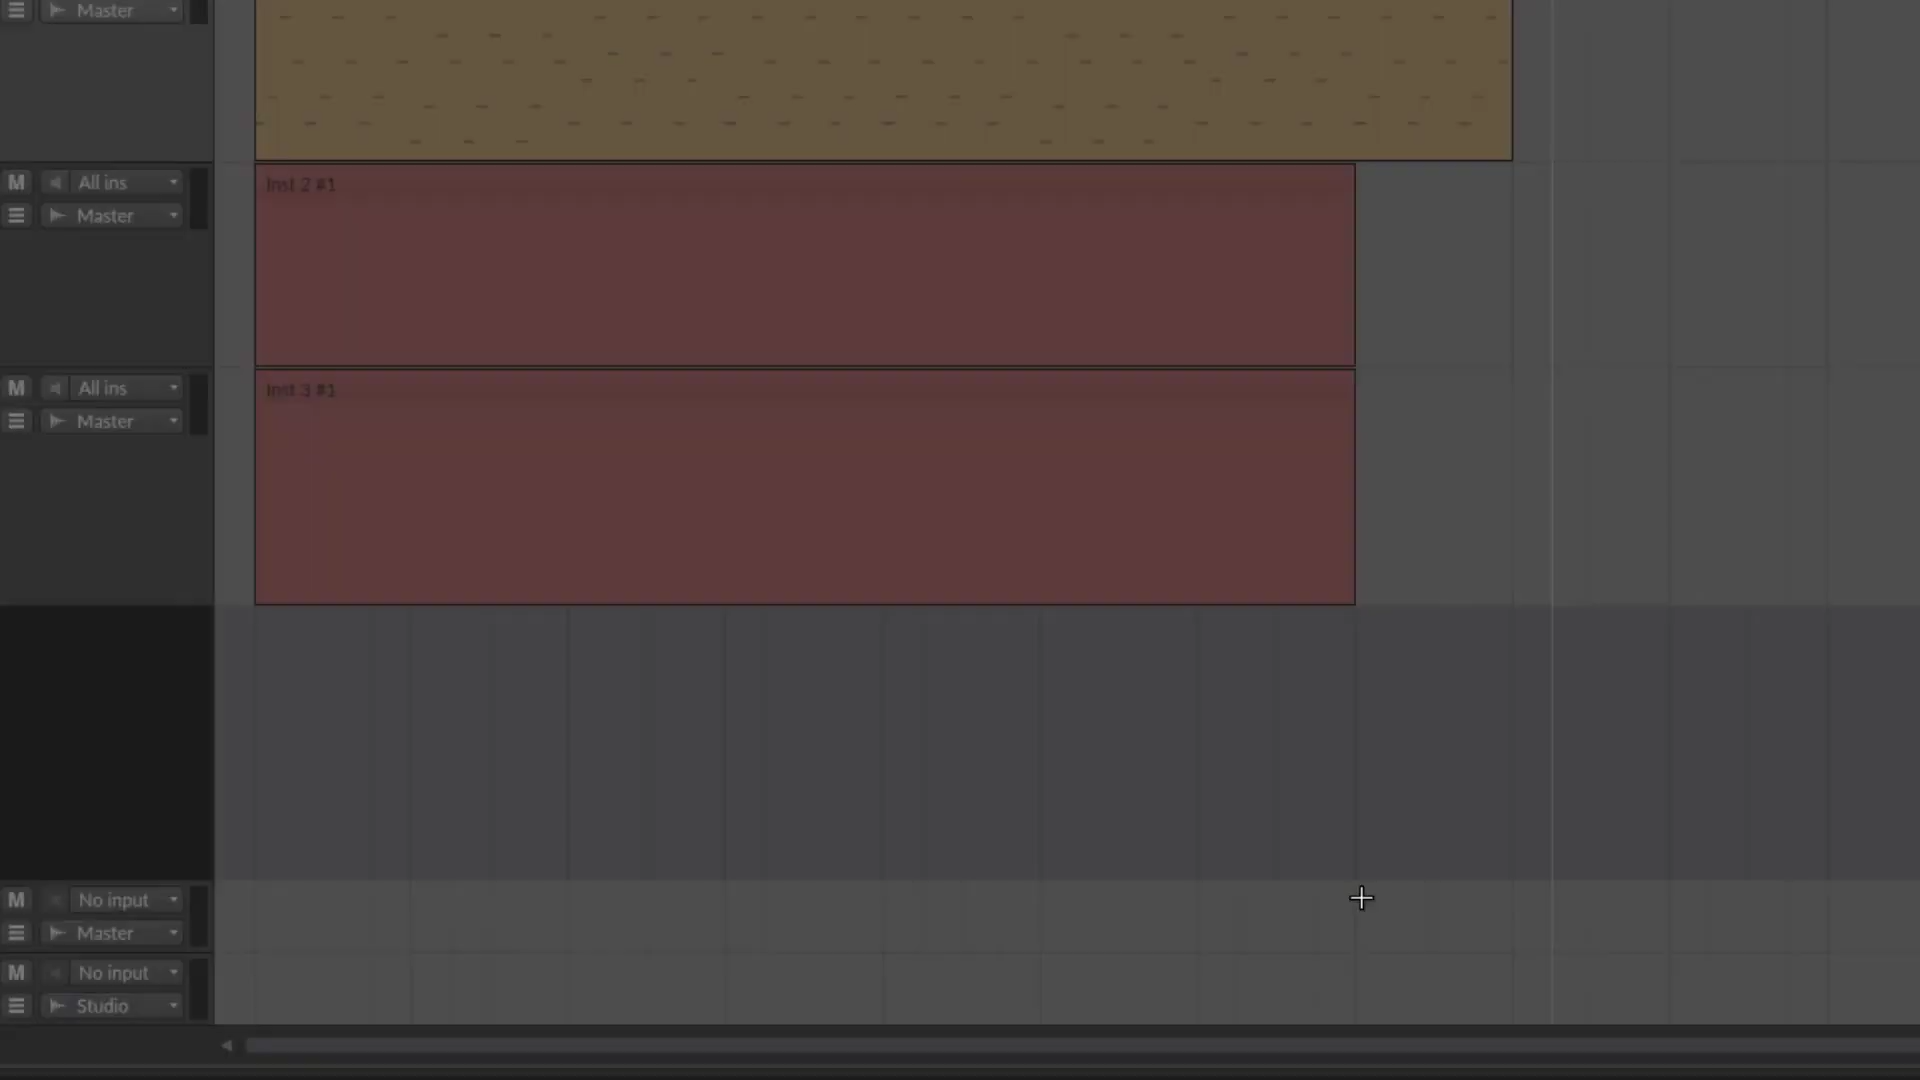 Master
M All ins
Master
Inst 2 #1
M All ins
Master
Inst 3 #1
M No input
Master
M No input
Studio